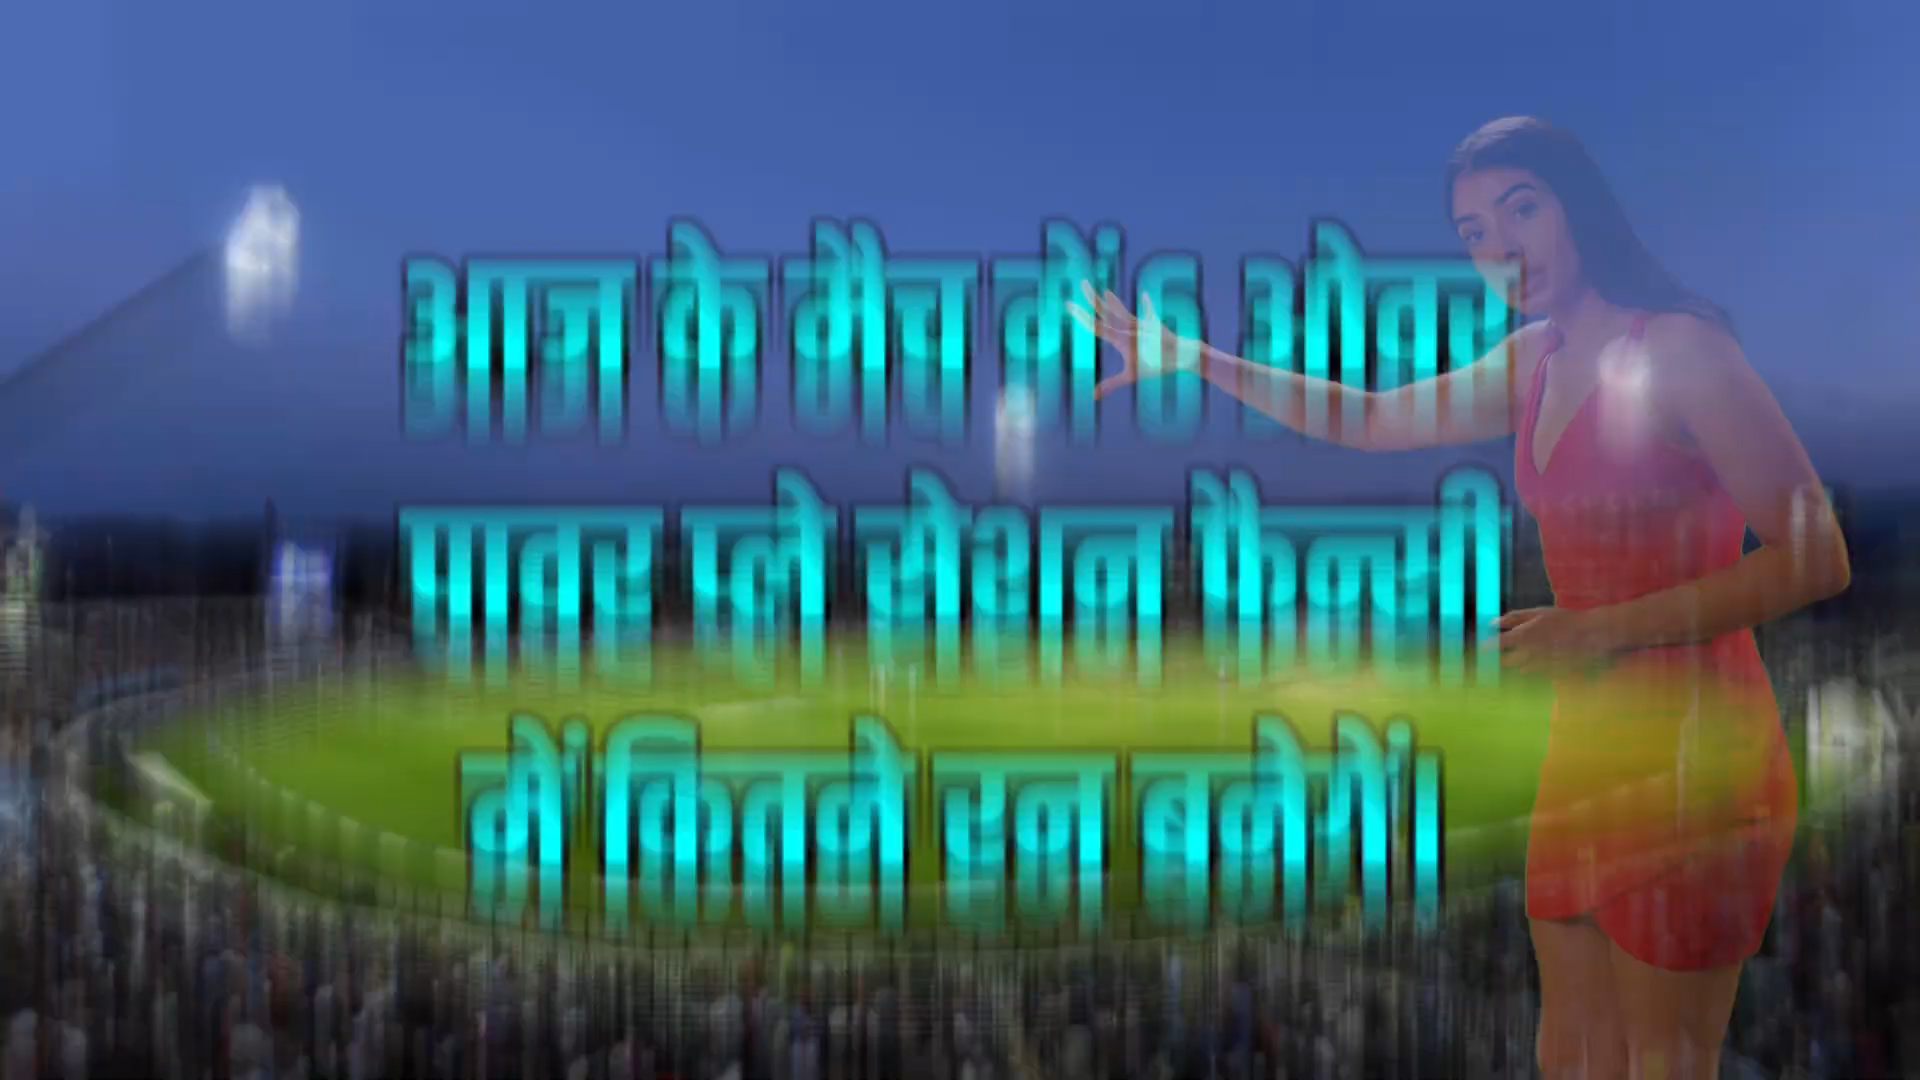 आज के मैच में 6 ओवर
पावर प्ले सेशन फैन्सी
में कितने रन बनेगें।